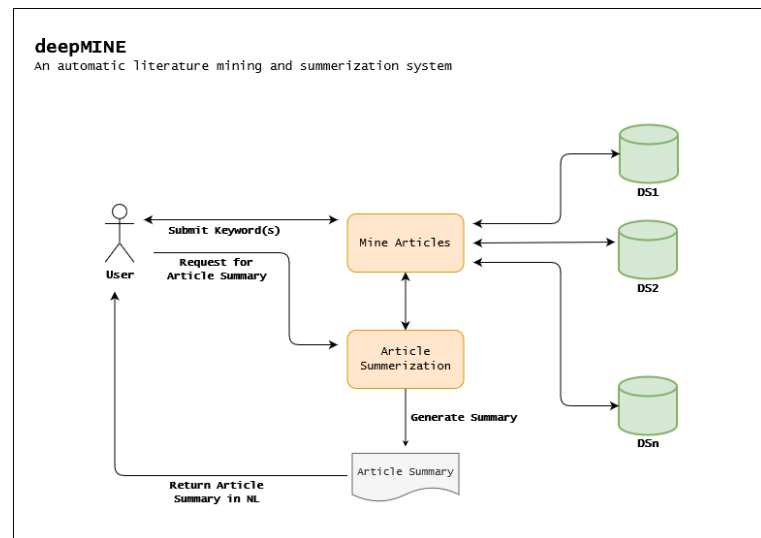 deepMINE
An automatic literature mining and summerization system
DS1
Submit Keyword(s)
Mine Articles
User
Request for
Article Summary
DS2
Article
Summerization
Generate Summary
DSn
Article Summary
Return Article
Summary in NL